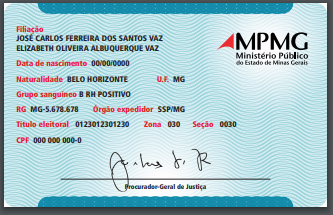 Filiação
JOSÉ CARLOS FERREIRA DOS SANTOS VAZ
ELIZABETH OLIVEIRA ALBUQUERQUE VAZ
MPMG
Ministério Público
do Estado de Minas Gerais
Data de nascimento 00/00/0000
Naturalidade BELO HORIZONTE U.F. MG
Grupo sanguíneo B RH POSITIVO
RG MG-5.678.678 Órgão expedidor SSP/MG
Título eleitoral 0123012301230 Zona 030 Seção 0030
CPF 000 000 000-0
Procurador-Geral de Justiça